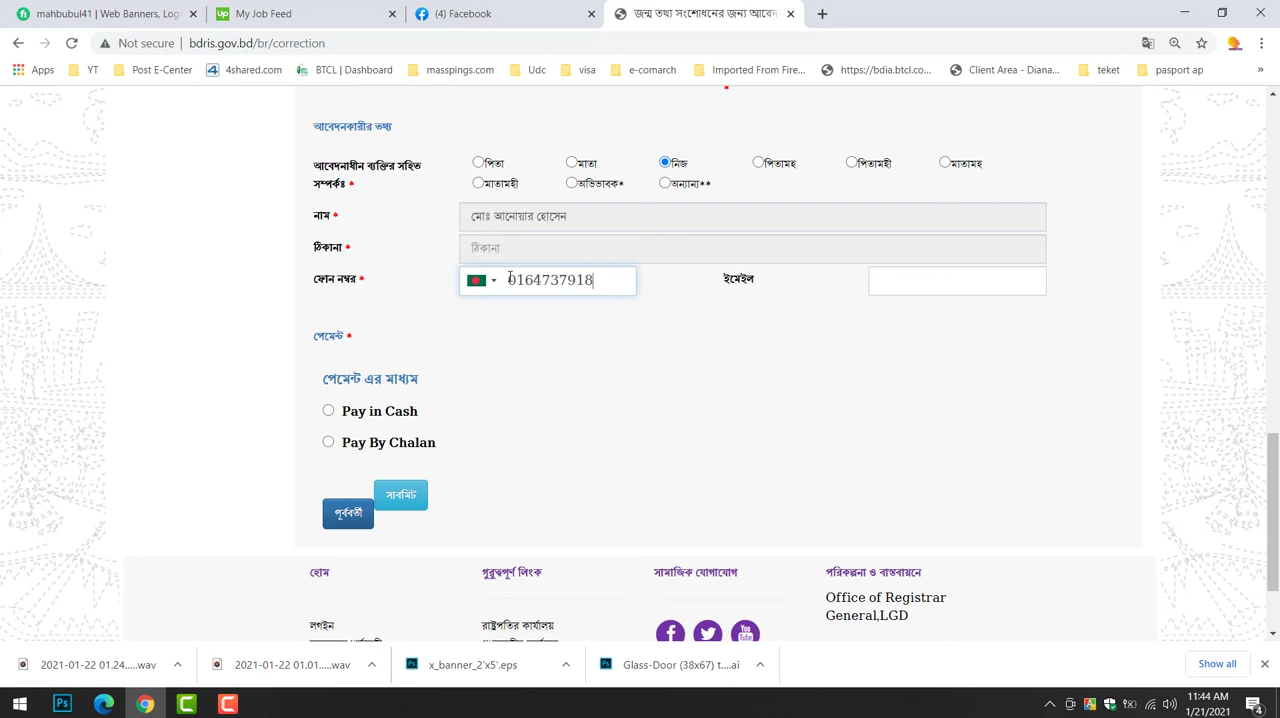 mahbubul41 | Web Banners, Log
My Job Feed
(4) Facebook
জন্ম তথ্য সংশোধনের জন্য আবেদ
Not secure | bdris.gov.bd/br/correction
Apps YT Post E-Center 4shared.com BTCL | Dashboard masspings.com Udc visa e-comarch Imported From Fire... https://bdia.btcl.co... Client Area - Diana... teket pasport ap »
*
আবেদনকারীর তথ্য
আবেদনাধীন ব্যক্তির সহিত সম্পর্কঃ *
পিতা মাতা নিজ পিতামহ পিতামহী মাতামহ
মাতামহী অভিভাবক* অন্যান্য**
নাম * মোঃ আনোয়ার হোসেন
ঠিকানা * ঠিকানা
ফোন নম্বর * 0164737918 ইমেইল
পেমেন্ট *
পেমেন্ট এর মাধ্যম
Pay in Cash
Pay By Chalan
সাবমিট
পূর্ববর্তী
হোম গুরুত্বপূর্ণ লিংক সামাজিক যোগাযোগ পরিকল্পনা ও বাস্তবায়নে
Office of Registrar
General,LGD
লগইন রাষ্ট্রপতির কার্যালয়
You
Tube
2021-01-22 01.24.....wav 2021-01-22 01.01.....wav x_banner_2'x5'.eps Glass-Door (38x67) t....ai Show all
11:44 AM
1/21/2021
4